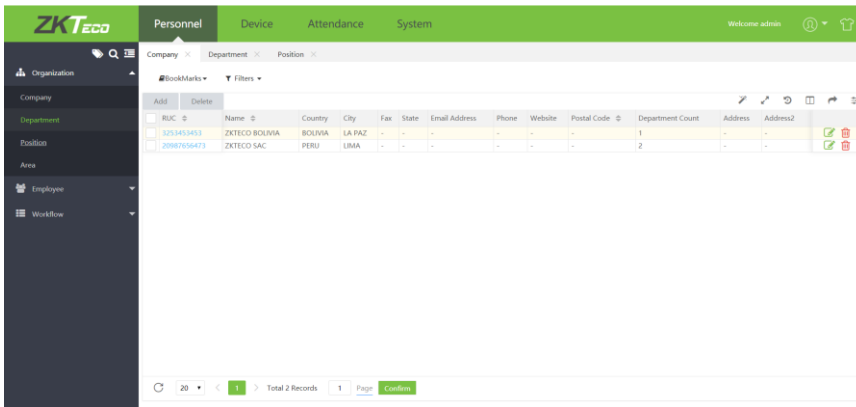 ZKTeco Personnel Device Attendance System Welcome admin
Company × Department × Position ×
Organization
BookMarks Filters
Company
Add Delete
RUC Name Country City Fax State Email Address Phone Website Postal Code Department Count Address Address2
Department
3253453453 ZKTECO BOLIVIA BOLIVIA LA PAZ - - - - - - 1 - -
20987656473 ZKTECO SAC PERU LIMA - - - - - - 2 - -
Position
Area
Employee
Workflow
20 < 1 > Total 2 Records 1 Page Confirm